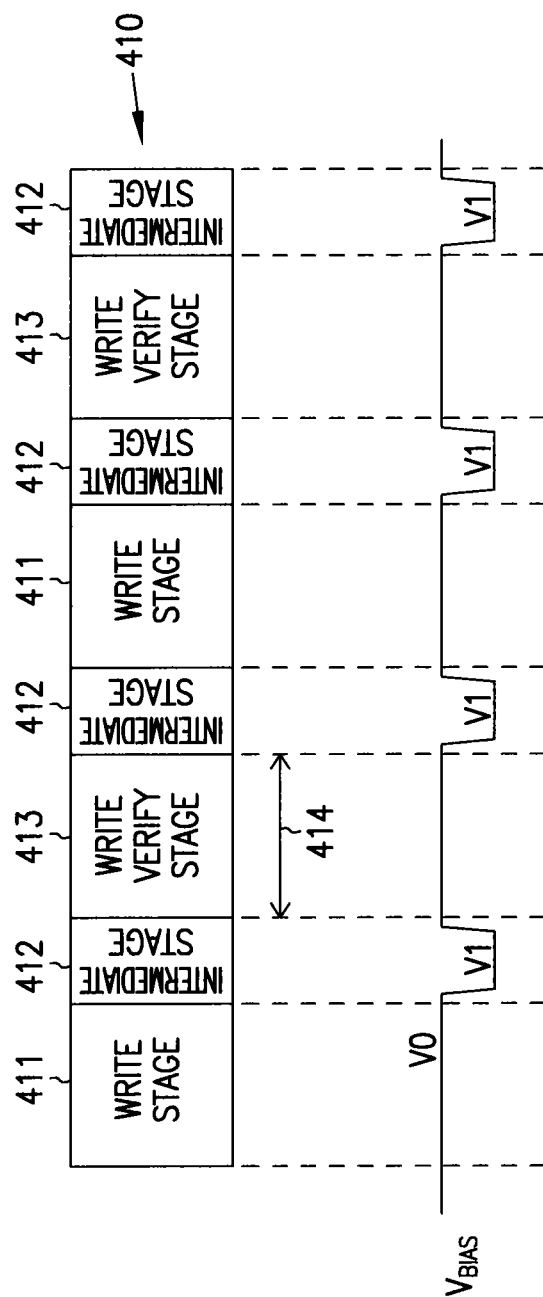 411 412 413 412 411 412 413 412
WRITE
STAGE
INTERMEDIATE
STAGE
WRITE
VERIFY
STAGE
INTERMEDIATE
STAGE
WRITE
STAGE
INTERMEDIATE
STAGE
WRITE
VERIFY
STAGE
INTERMEDIATE
STAGE
410
414
VBIAS
V0
V1 V1 V1 V1